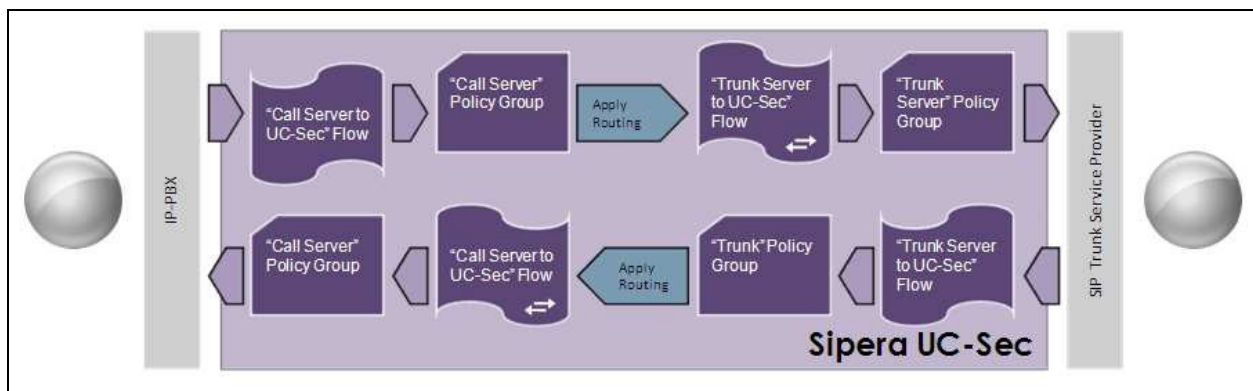 IP-PBX
"Call Server to
UC-Sec" Flow
"Call Server"
Policy Group
Apply
Routing
"Trunk Server
to UC-Sec"
Flow
"Trunk
Server" Policy
Group
"Call Server"
Policy Group
"Call Server to
UC-Sec" Flow
Apply
Routing
"Trunk" Policy
Group
"Trunk Server
to UC-Sec"
Flow
SIP Trunk Service Provider
Sipera UC-Sec